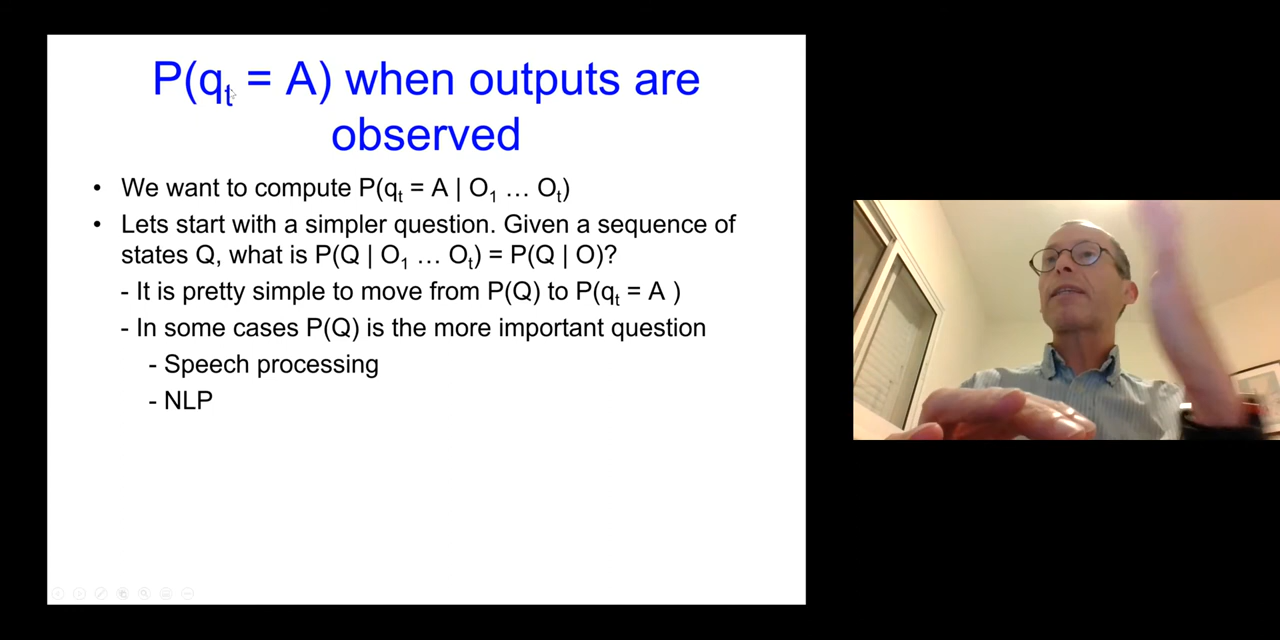 P(qₜ = A) when outputs are
observed
• We want to compute P(qₜ = A | O₁ … Oₜ)
• Lets start with a simpler question. Given a sequence of
states Q, what is P(Q | O₁ … Oₜ) = P(Q | O)?
- It is pretty simple to move from P(Q) to P(qₜ = A )
- In some cases P(Q) is the more important question
- Speech processing
- NLP